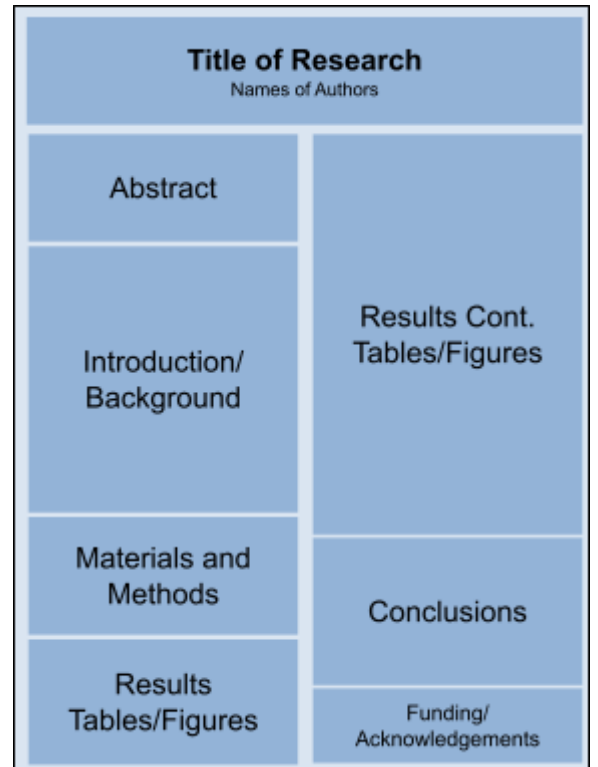 Title of Research
Names of Authors
Abstract
Introduction/
Background
Materials and
Methods
Results
Tables/Figures
Results Cont.
Tables/Figures
Conclusions
Funding/
Acknowledgements